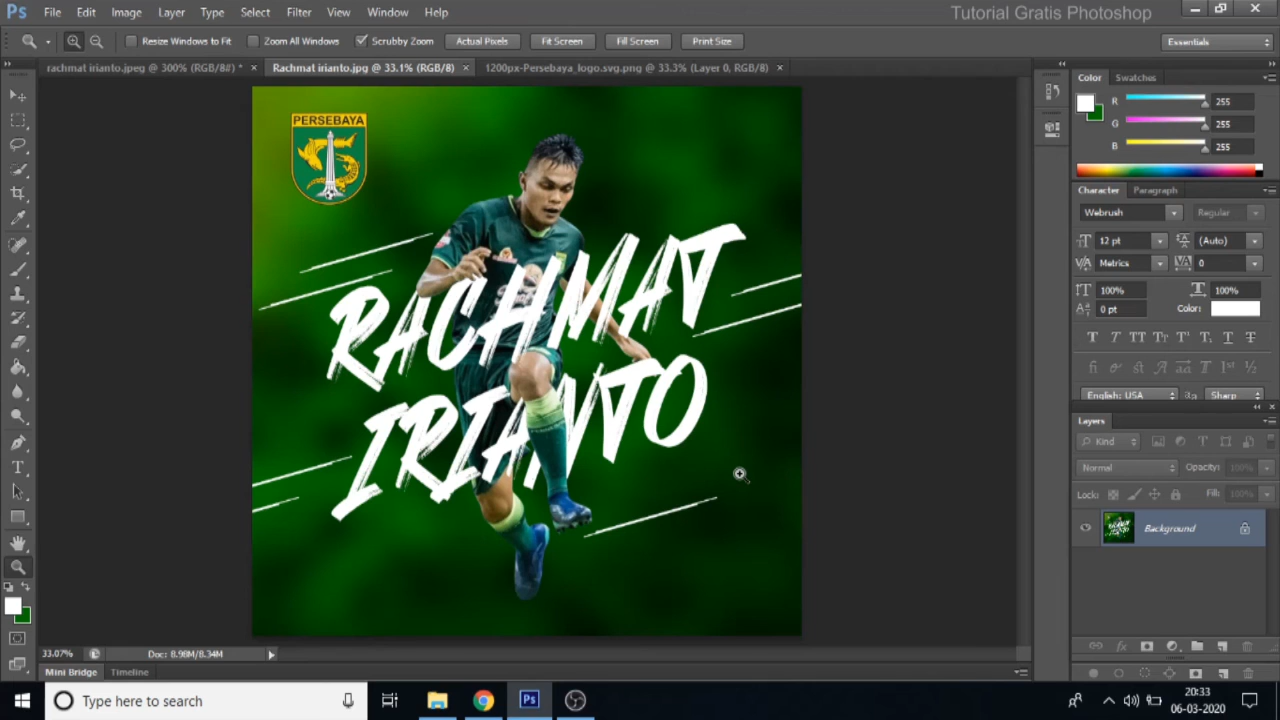 Ps File Edit Image Layer Type Select Filter View Window Help
Tutorial Gratis Photoshop
Resize Windows to Fit Zoom All Windows Scrubby Zoom Actual Pixels Fit Screen Fill Screen Print Size Essentials
rachmat irianto.jpeg @ 300% (RGB/8#) * × Rachmat irianto.jpg @ 33.1% (RGB/8) × 1200px-Persebaya_logo.svg.png @ 33.3% (Layer 0, RGB/8) ×
Color Swatches
R 255
G 255
B 255
Character Paragraph
Webrush Regular
12 pt (Auto)
Metrics 0
100% 100%
0 pt Color:
English: USA Sharp
Layers
Kind
Normal Opacity: 100%
Lock: Fill: 100%
Background
PERSEBAYA
RACHMAT
IRIANTO
33.07% Doc: 8.98M/8.34M
Mini Bridge Timeline
Type here to search
Ps
20:33
06-03-2020